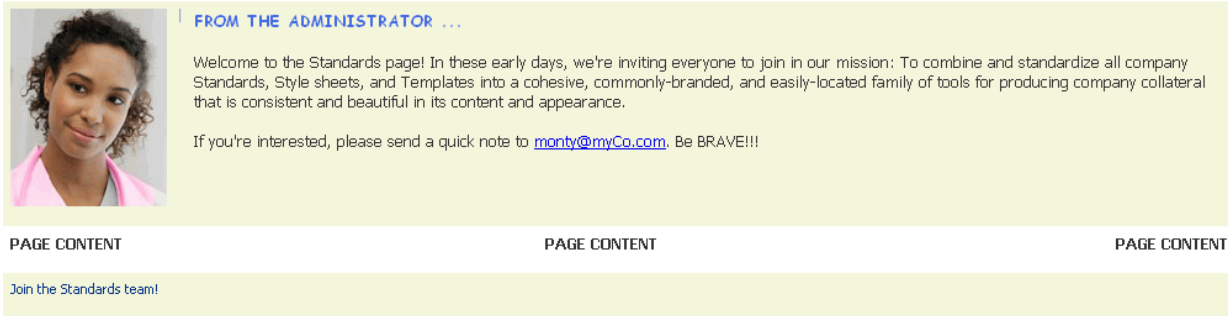 FROM THE ADMINISTRATOR ...
Welcome to the Standards page! In these early days, we're inviting everyone to join in our mission: To combine and standardize all company
Standards, Style sheets, and Templates into a cohesive, commonly-branded, and easily-located family of tools for producing company collateral
that is consistent and beautiful in its content and appearance.
If you're interested, please send a quick note to monty@myCo.com. Be BRAVE!!!
PAGE CONTENT PAGE CONTENT PAGE CONTENT
Join the Standards team!